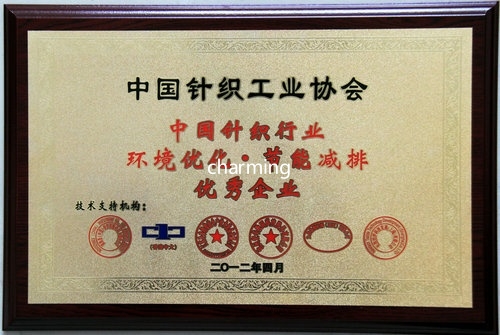 中国针织工业协会
中国针织行业
环境优化·节能减排
charming
优秀企业
技术支持机构：
二〇一二年四月